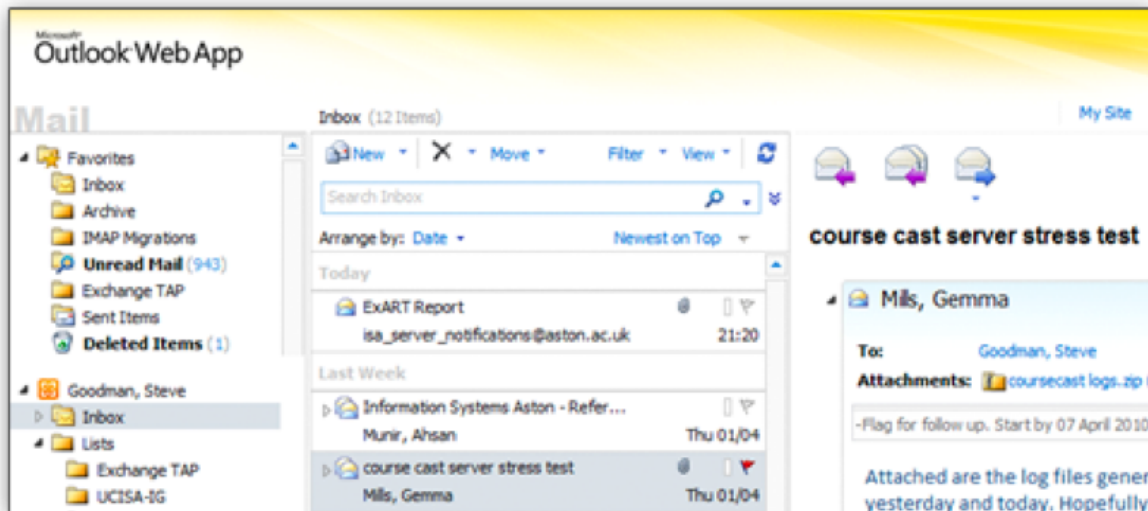 Microsoft
Outlook Web App
Mail
Favorites
Inbox
Archive
IMAP Migrations
Unread Mail (943)
Exchange TAP
Sent Items
Deleted Items (1)
Goodman, Steve
Inbox
Lists
Exchange TAP
UCISA-IG
Inbox (12 Items)
New Move Filter View
Search Inbox
Arrange by: Date Newest on Top
Today
ExART Report
isa_server_notifications@aston.ac.uk 21:20
Last Week
Information Systems Aston - Refer...
Munir, Ahsan Thu 01/04
course cast server stress test
Mills, Gemma Thu 01/04
My Site
course cast server stress test
Mills, Gemma
To: Goodman, Steve
Attachments: coursecast logs.zip
-Flag for follow up. Start by 07 April 2010
Attached are the log files gener
yesterday and today. Hopefully